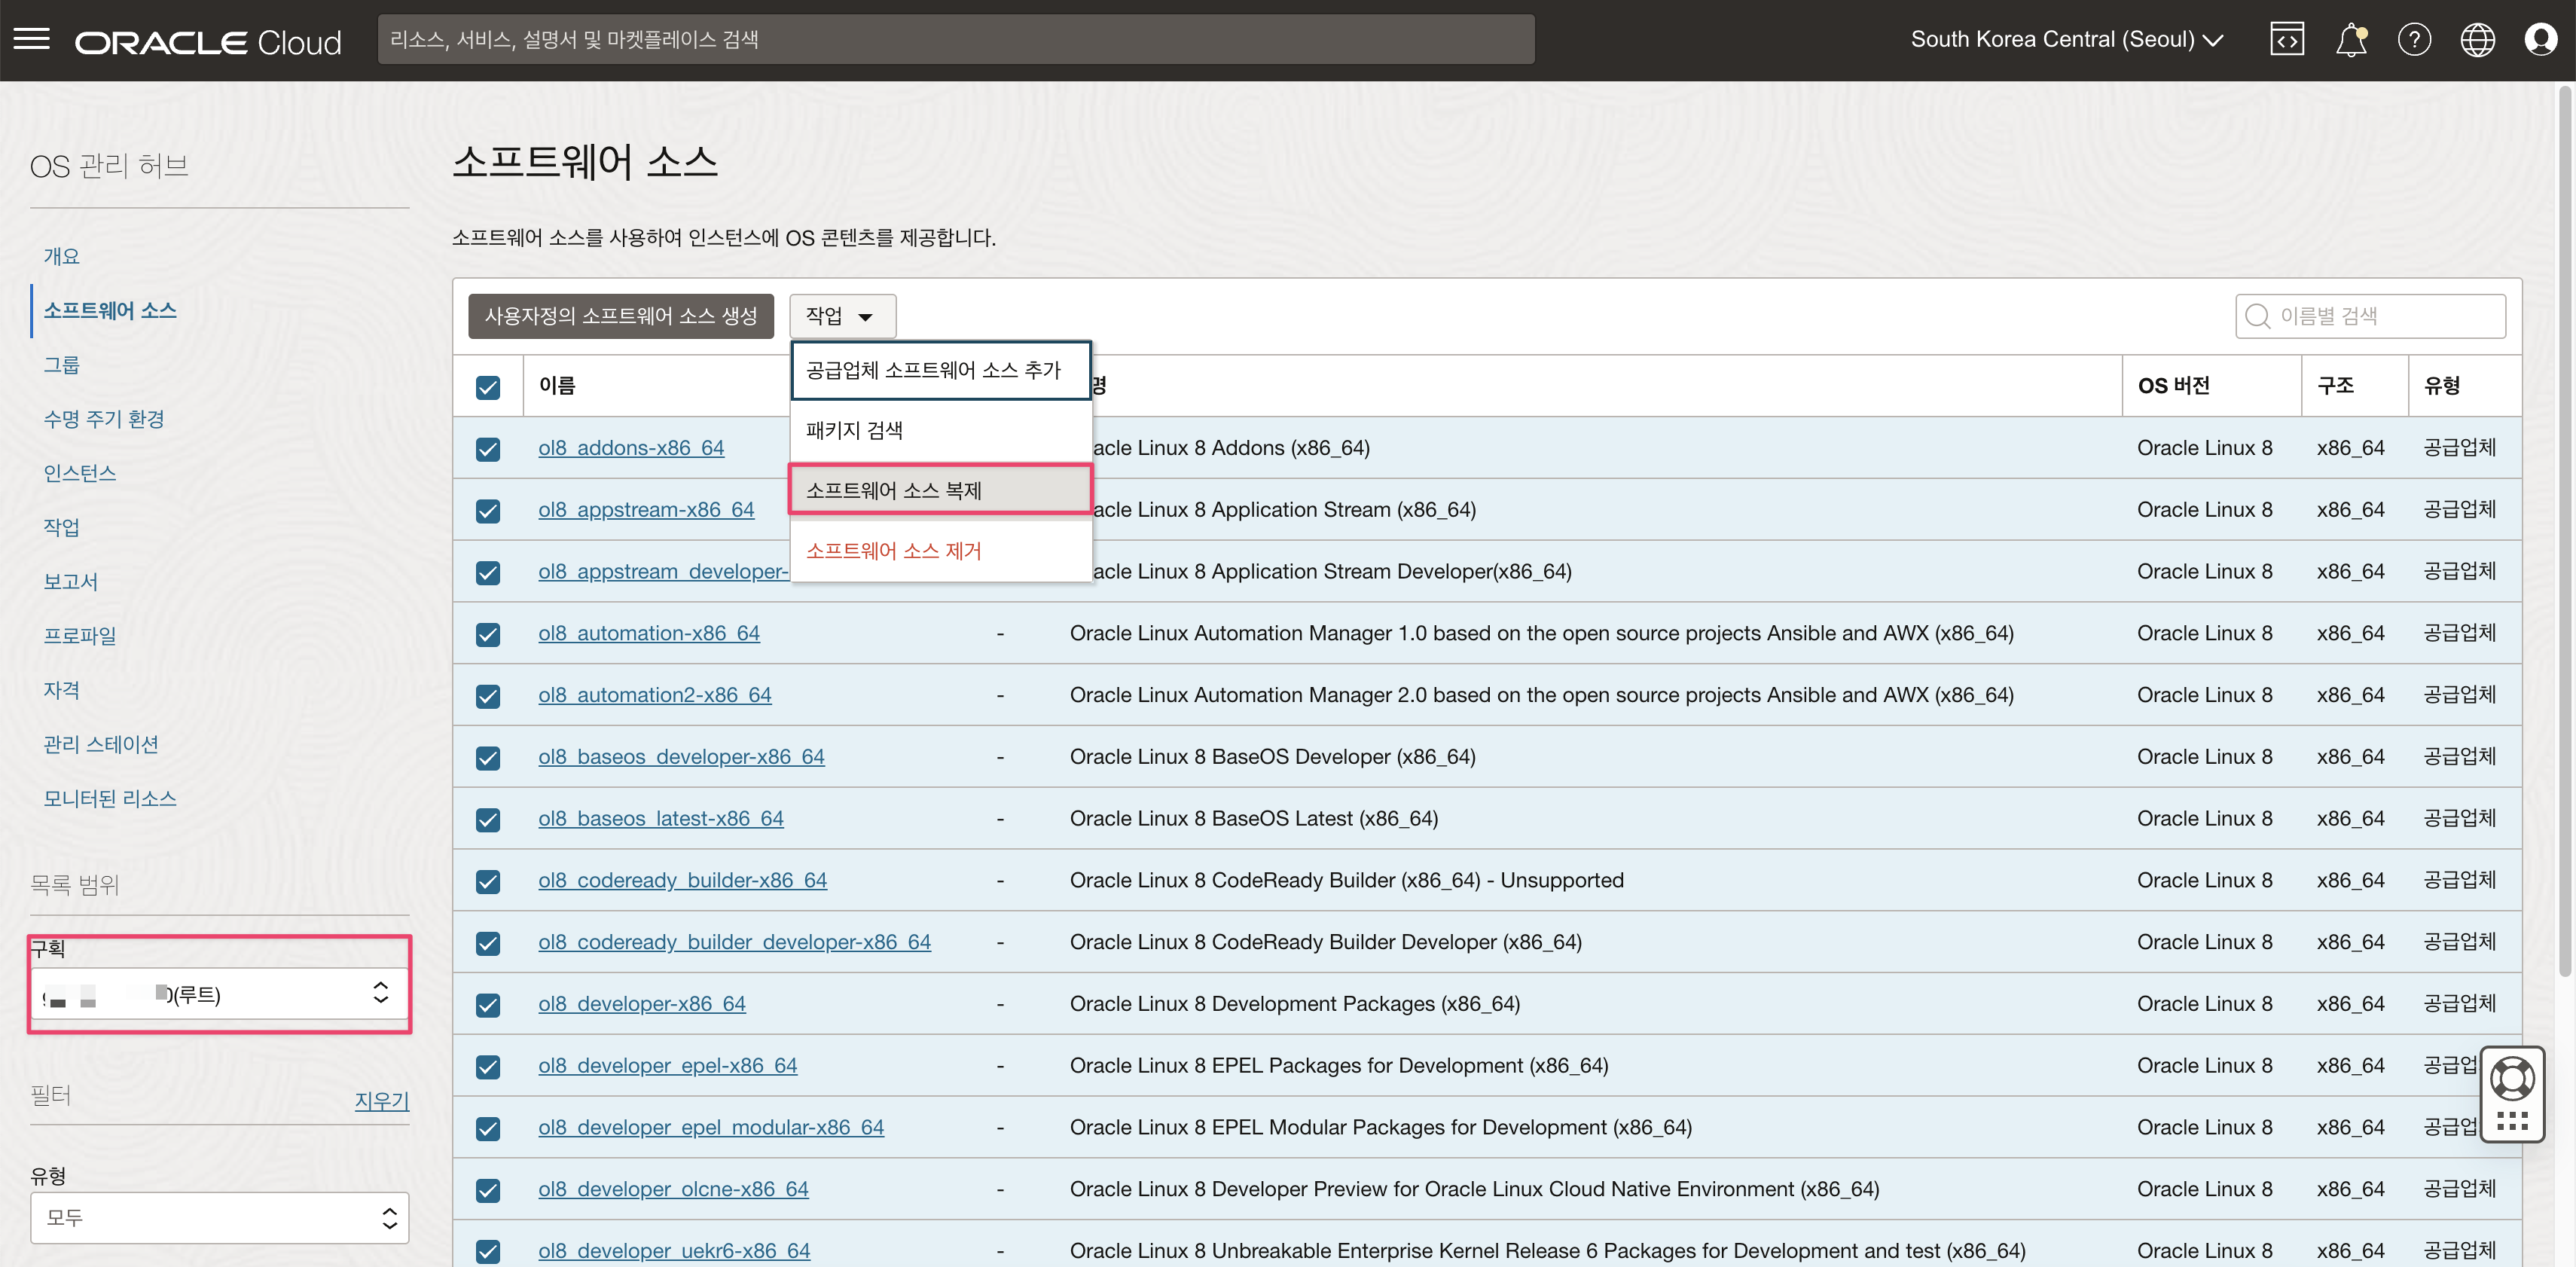 ORACLE Cloud
리소스, 서비스, 설명서 및 마켓플레이스 검색
South Korea Central (Seoul)
OS 관리 허브
개요
소프트웨어 소스
그룹
수명 주기 환경
인스턴스
작업
보고서
프로파일
자격
관리 스테이션
모니터된 리소스
목록 범위
구획
(루트)
필터
지우기
유형
모두
소프트웨어 소스
소프트웨어 소스를 사용하여 인스턴스에 OS 콘텐츠를 제공합니다.
사용자정의 소프트웨어 소스 생성
작업
이름별 검색
공급업체 소프트웨어 소스 추가
패키지 검색
소프트웨어 소스 복제
소프트웨어 소스 제거
이름 명 OS 버전 구조 유형
ol8_addons-x86_64 acle Linux 8 Addons (x86_64) Oracle Linux 8 x86_64 공급업체
ol8_appstream-x86_64 acle Linux 8 Application Stream (x86_64) Oracle Linux 8 x86_64 공급업체
ol8_appstream_developer- acle Linux 8 Application Stream Developer(x86_64) Oracle Linux 8 x86_64 공급업체
ol8_automation-x86_64 - Oracle Linux Automation Manager 1.0 based on the open source projects Ansible and AWX (x86_64) Oracle Linux 8 x86_64 공급업체
ol8_automation2-x86_64 - Oracle Linux Automation Manager 2.0 based on the open source projects Ansible and AWX (x86_64) Oracle Linux 8 x86_64 공급업체
ol8_baseos_developer-x86_64 - Oracle Linux 8 BaseOS Developer (x86_64) Oracle Linux 8 x86_64 공급업체
ol8_baseos_latest-x86_64 - Oracle Linux 8 BaseOS Latest (x86_64) Oracle Linux 8 x86_64 공급업체
ol8_codeready_builder-x86_64 - Oracle Linux 8 CodeReady Builder (x86_64) - Unsupported Oracle Linux 8 x86_64 공급업체
ol8_codeready_builder_developer-x86_64 - Oracle Linux 8 CodeReady Builder Developer (x86_64) Oracle Linux 8 x86_64 공급업체
ol8_developer-x86_64 - Oracle Linux 8 Development Packages (x86_64) Oracle Linux 8 x86_64 공급업체
ol8_developer_epel-x86_64 - Oracle Linux 8 EPEL Packages for Development (x86_64) Oracle Linux 8 x86_64 공급업
ol8_developer_epel_modular-x86_64 - Oracle Linux 8 EPEL Modular Packages for Development (x86_64) Oracle Linux 8 x86_64 공급업
ol8_developer_olcne-x86_64 - Oracle Linux 8 Developer Preview for Oracle Linux Cloud Native Environment (x86_64) Oracle Linux 8 x86_64 공급업체
ol8_developer_uekr6-x86_64 - Oracle Linux 8 Unbreakable Enterprise Kernel Release 6 Packages for Development and test (x86_64) Oracle Linux 8 x86_64 공급업체